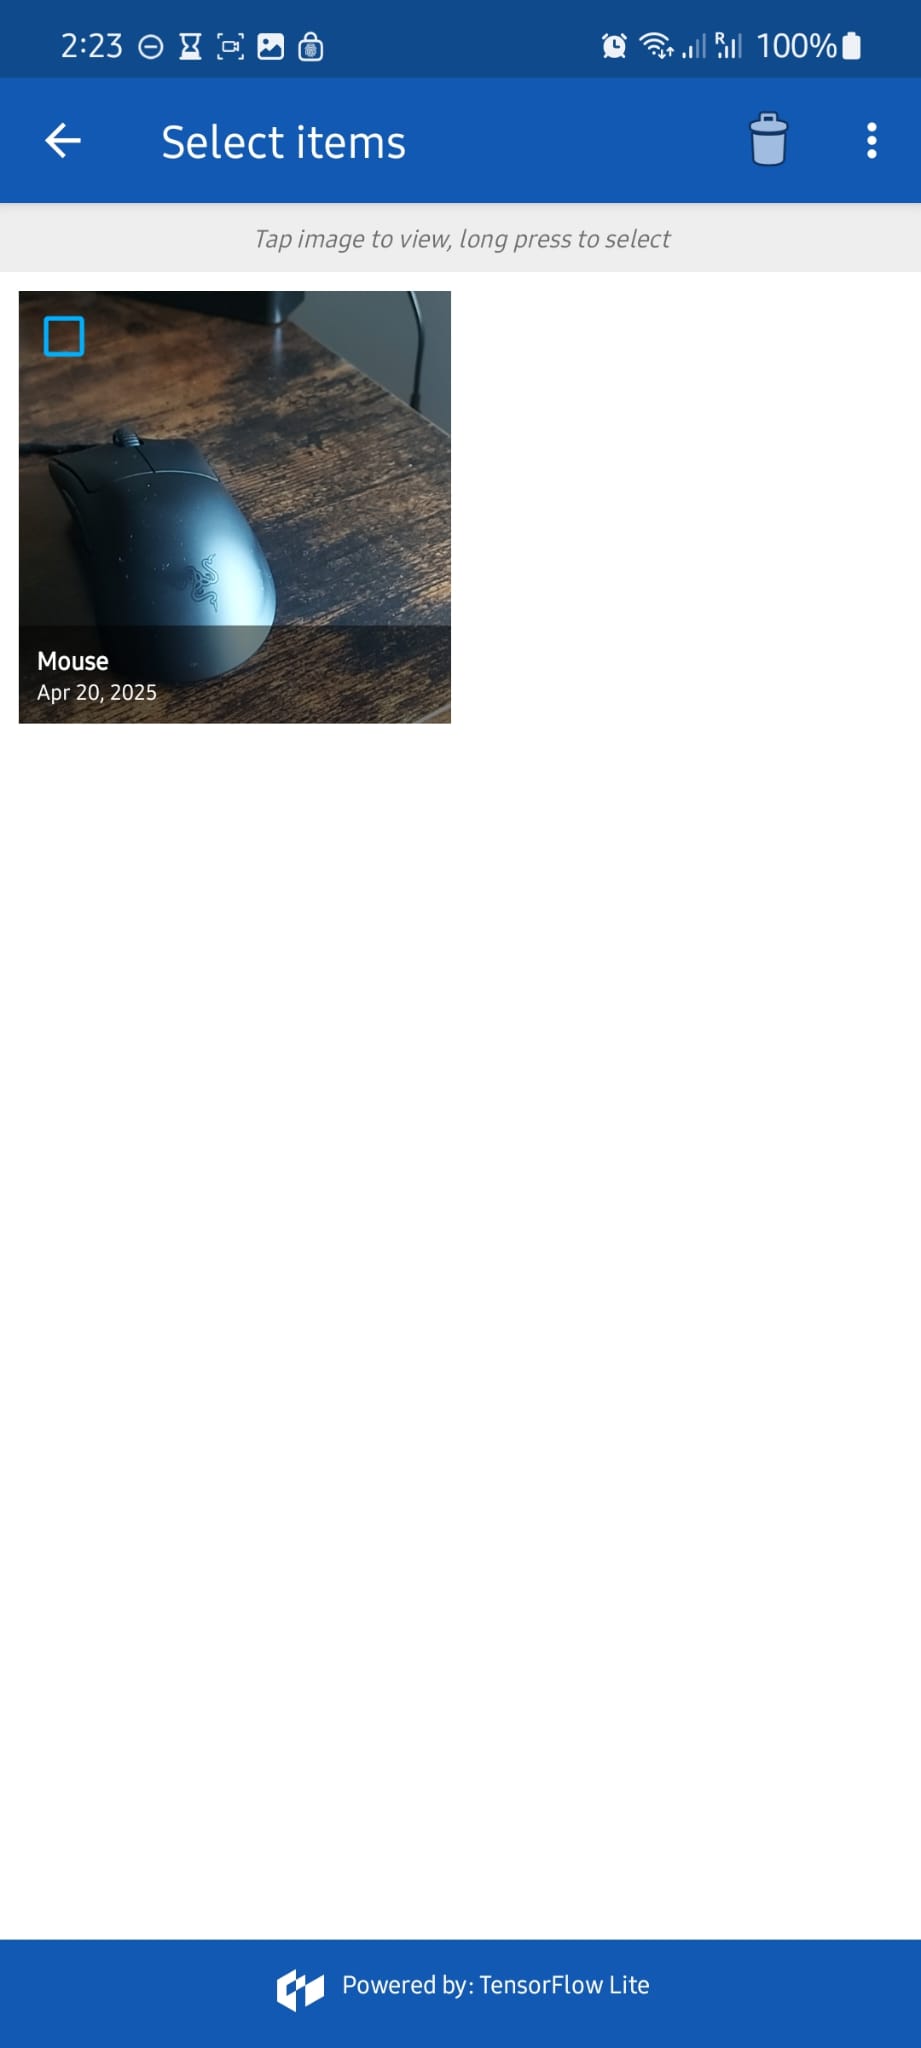 2:23
R
100%
Select items
Tap image to view, long press to select
Mouse
Apr 20, 2025
Powered by: TensorFlow Lite